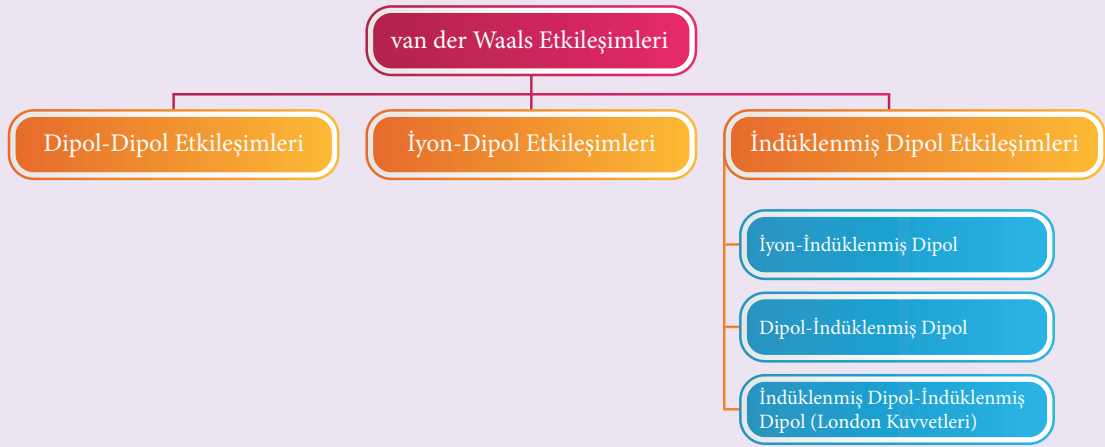 van der Waals Etkileşimleri
Dipol-Dipol Etkileşimleri
İyon-Dipol Etkileşimleri
İndüklenmiş Dipol Etkileşimleri
İyon-İndüklenmiş Dipol
Dipol-İndüklenmiş Dipol
İndüklenmiş Dipol-İndüklenmiş
Dipol (London Kuvvetleri)